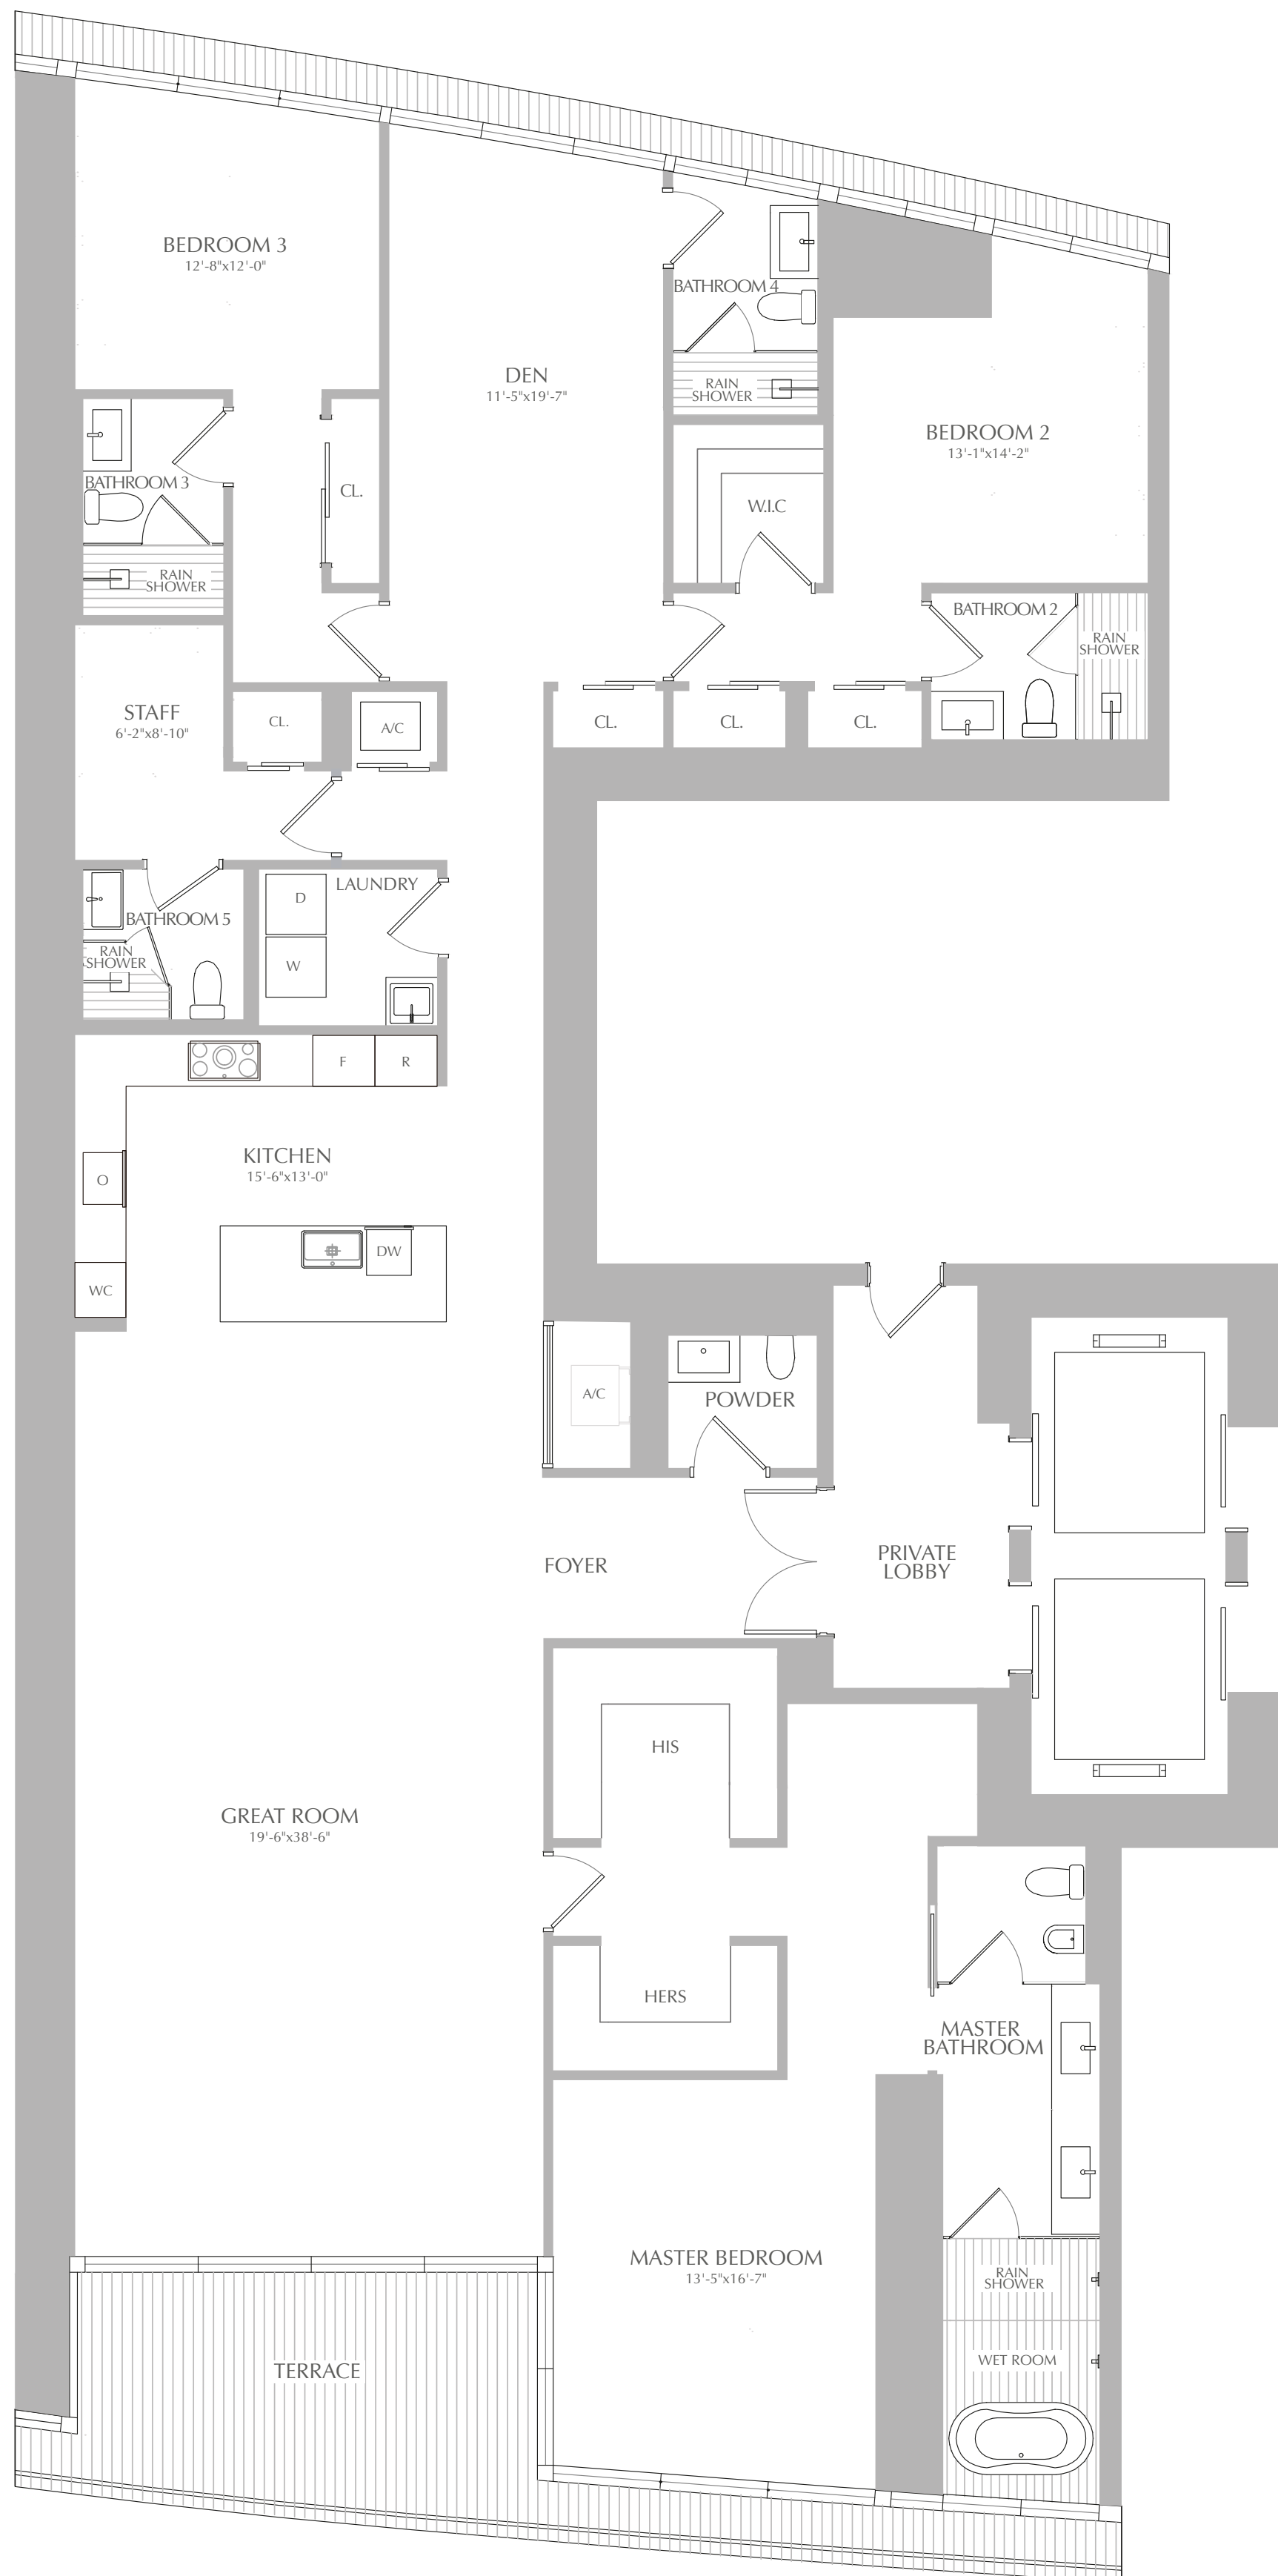 BEDROOM 3
12'-8"x12'-0"
BATHROOM 4
RAIN
SHOWER
DEN
11'-5"x19'-7"
BEDROOM 2
13'-1"x14'-2"
BATHROOM 3
CL.
W.I.C
RAIN
SHOWER
BATHROOM 2
RAIN
SHOWER
STAFF
6'-2"x8'-10"
CL.
A/C
CL.
CL.
CL.
LAUNDRY
D
W
BATHROOM 5
RAIN
SHOWER
F
R
KITCHEN
15'-6"x13'-0"
O
DW
WC
A/C
POWDER
FOYER
PRIVATE
LOBBY
HIS
GREAT ROOM
19'-6"x38'-6"
HERS
MASTER
BATHROOM
MASTER BEDROOM
13'-5"x16'-7"
RAIN
SHOWER
WET ROOM
TERRACE